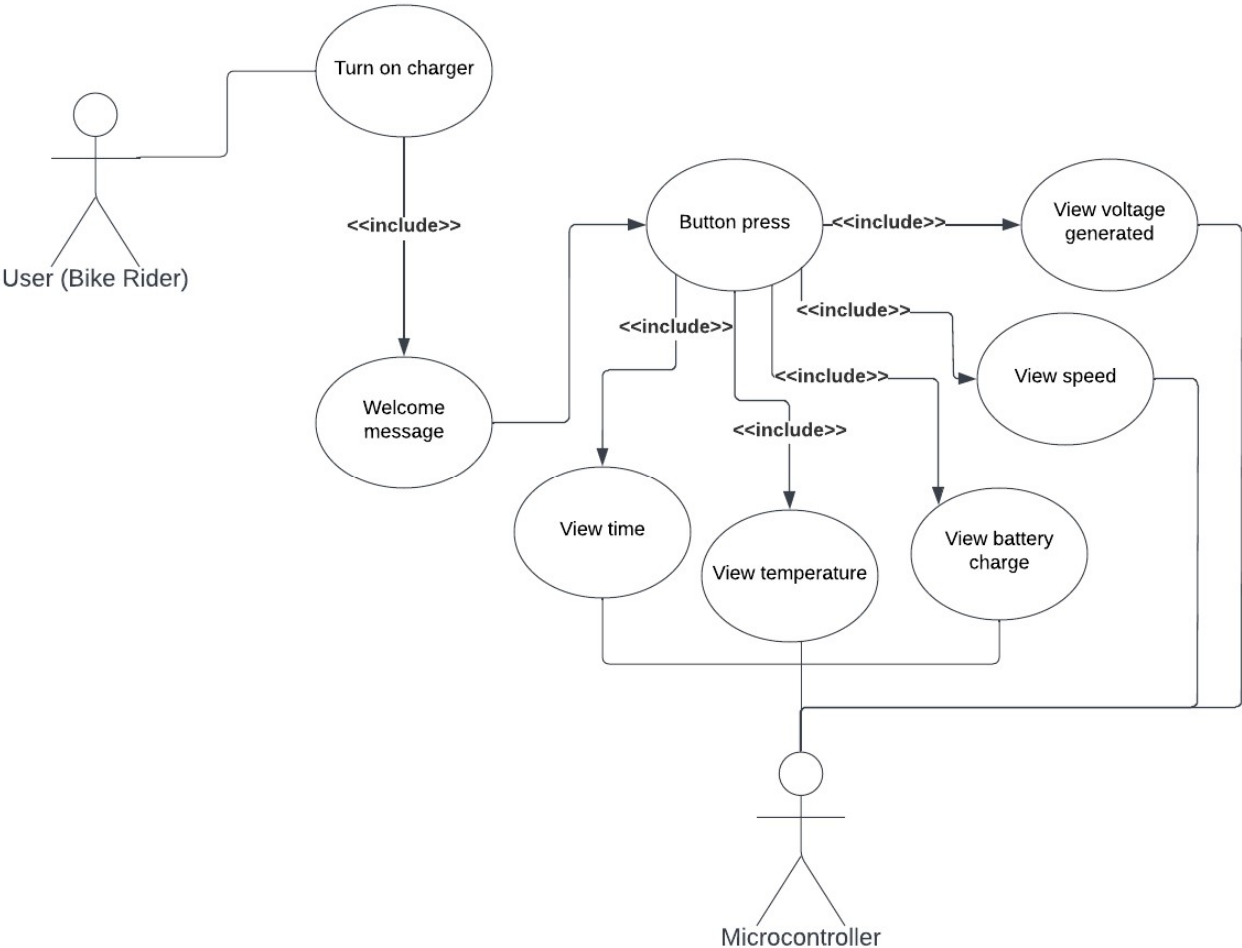 Turn on charger
<<include>>
User (Bike Rider)
Welcome
message
Button press
<<include>>
View voltage
generated
<<include>>
<<include>>
View speed
<<include>>
<<include>>
View time
View temperature
View battery
charge
Microcontroller